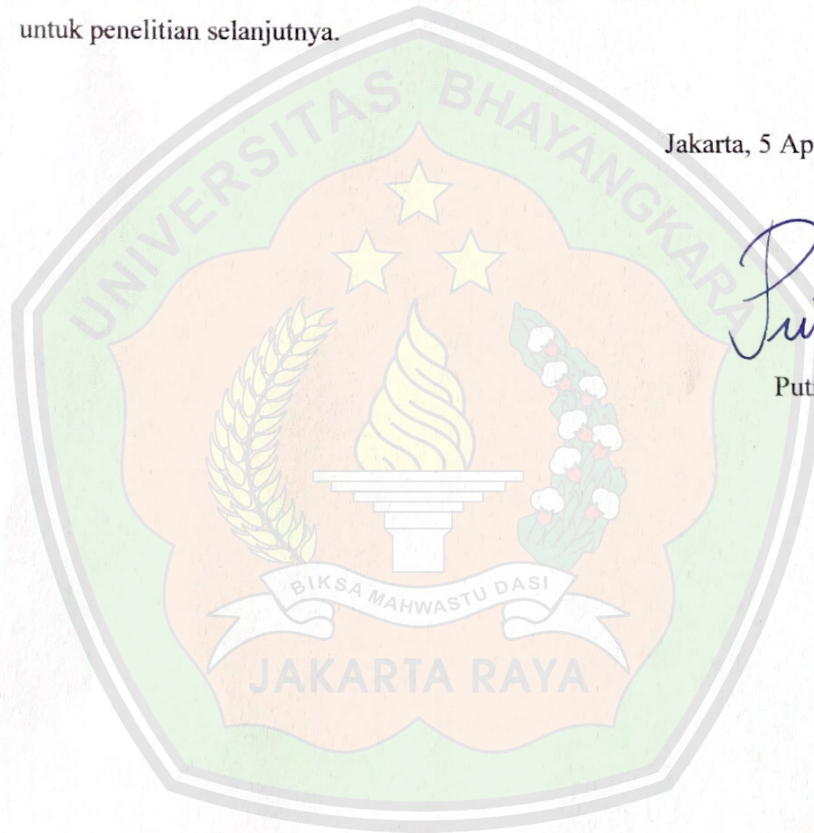 untuk penelitian selanjutnya.
UNIVERSITAS BHAYANGKARA
Jakarta, 5 Ap
BIKSA MAHWASTU DASI
JAKARTA RAYA